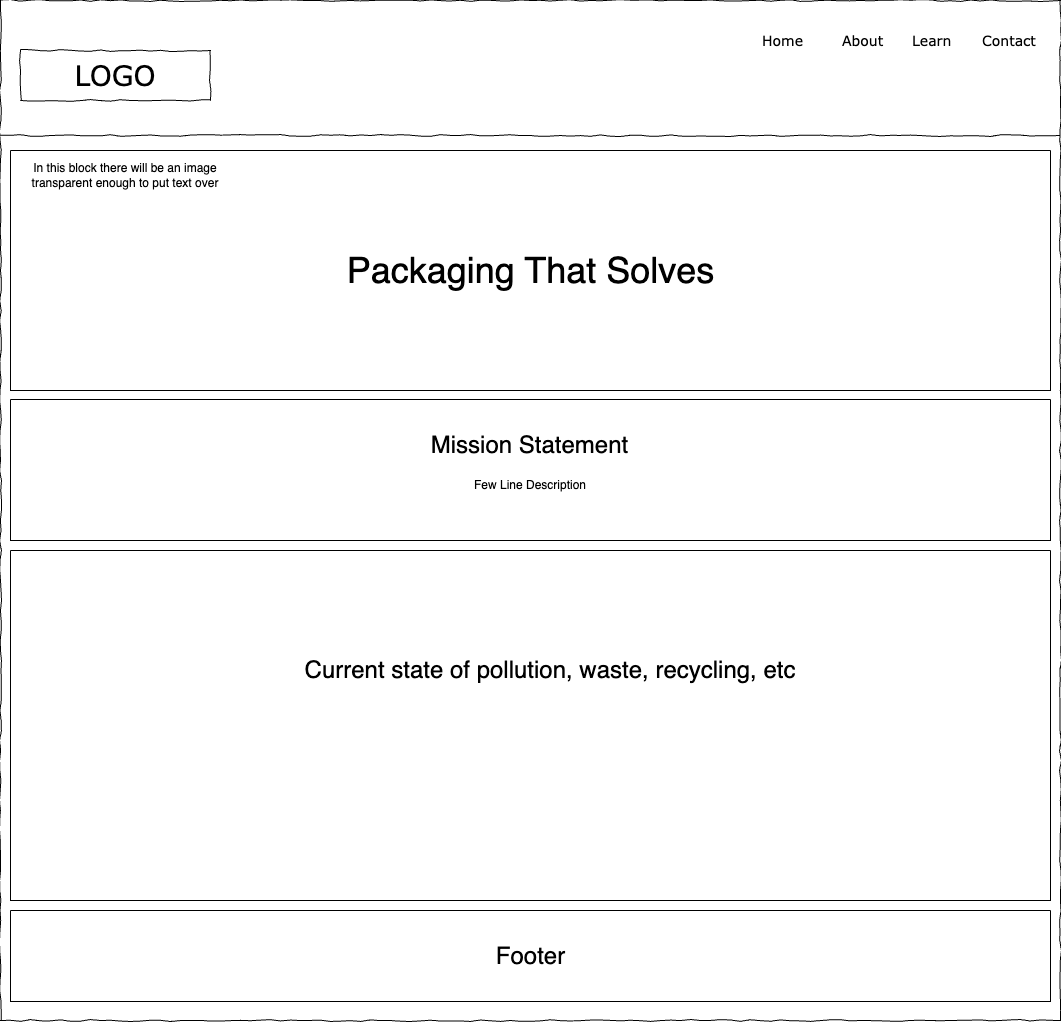 Home About Learn Contact
LOGO
In this block there will be an image
transparent enough to put text over
Packaging That Solves
Mission Statement
Few Line Description
Current state of pollution, waste, recycling, etc
Footer